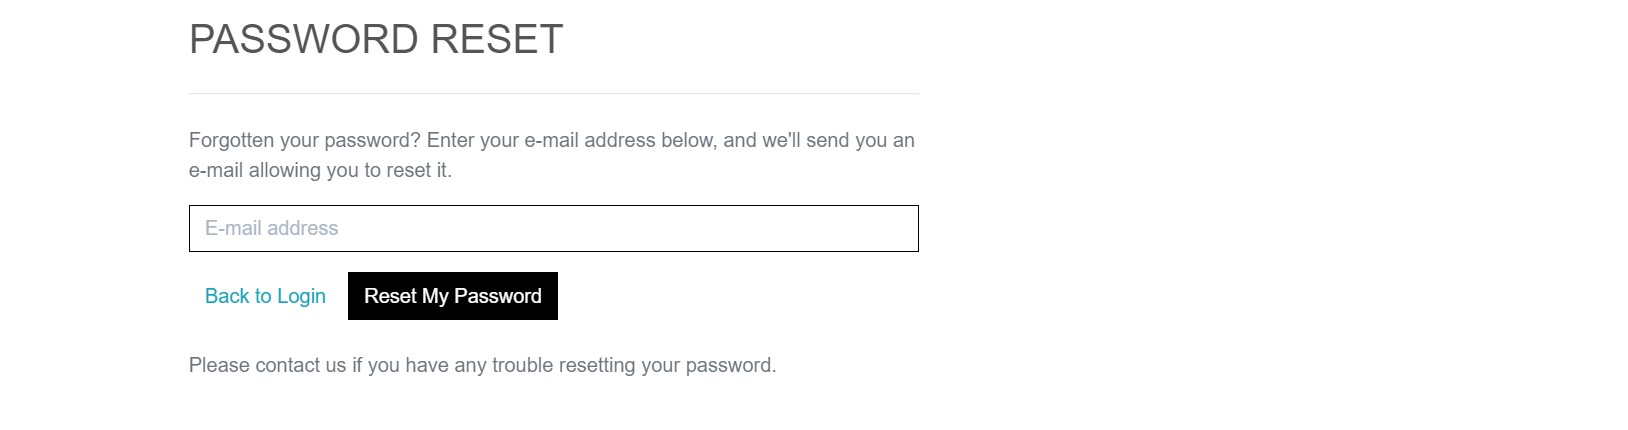 PASSWORD RESET
Forgotten your password? Enter your e-mail address below, and we'll send you an
e-mail allowing you to reset it.
E-mail address
Back to Login Reset My Password
Please contact us if you have any trouble resetting your password.